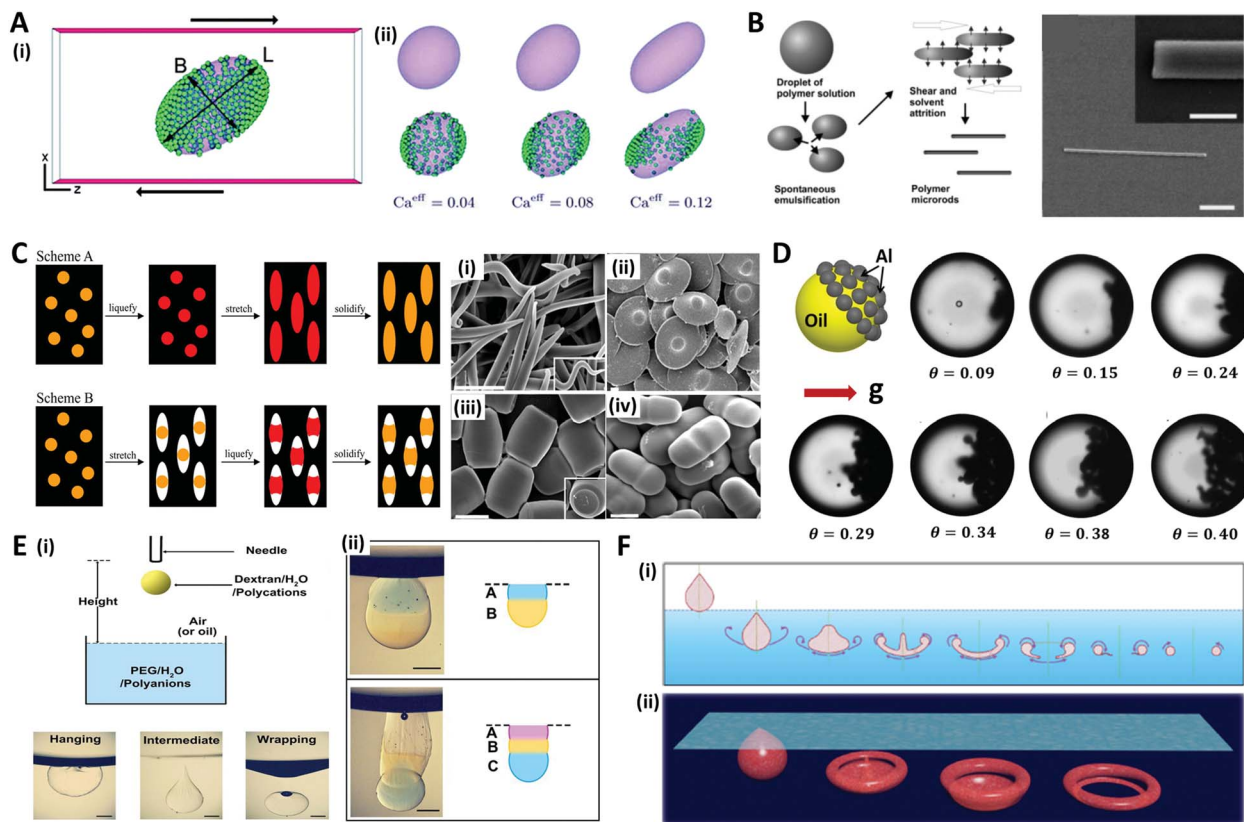 A
(i)
B
L
X
Z
(ii)
Ca^eff = 0.04
Ca^eff = 0.08
Ca^eff = 0.12
B
Droplet of
polymer solution
Spontaneous
emulsification
Shear and
solvent
attrition
Polymer
microrods
C
Scheme A
liquefy
stretch
solidify
Scheme B
stretch
liquefy
solidify
(i)
(ii)
(iii)
(iv)
D
Al
Oil
g
θ = 0.09
θ = 0.15
θ = 0.24
θ = 0.29
θ = 0.34
θ = 0.38
θ = 0.40
E
(i)
Needle
Dextran/H₂O
/Polycations
Height
Air
(or oil)
PEG/H₂O
/Polyanions
Hanging
Intermediate
Wrapping
(ii)
A
B
A
B
C
F
(i)
(ii)